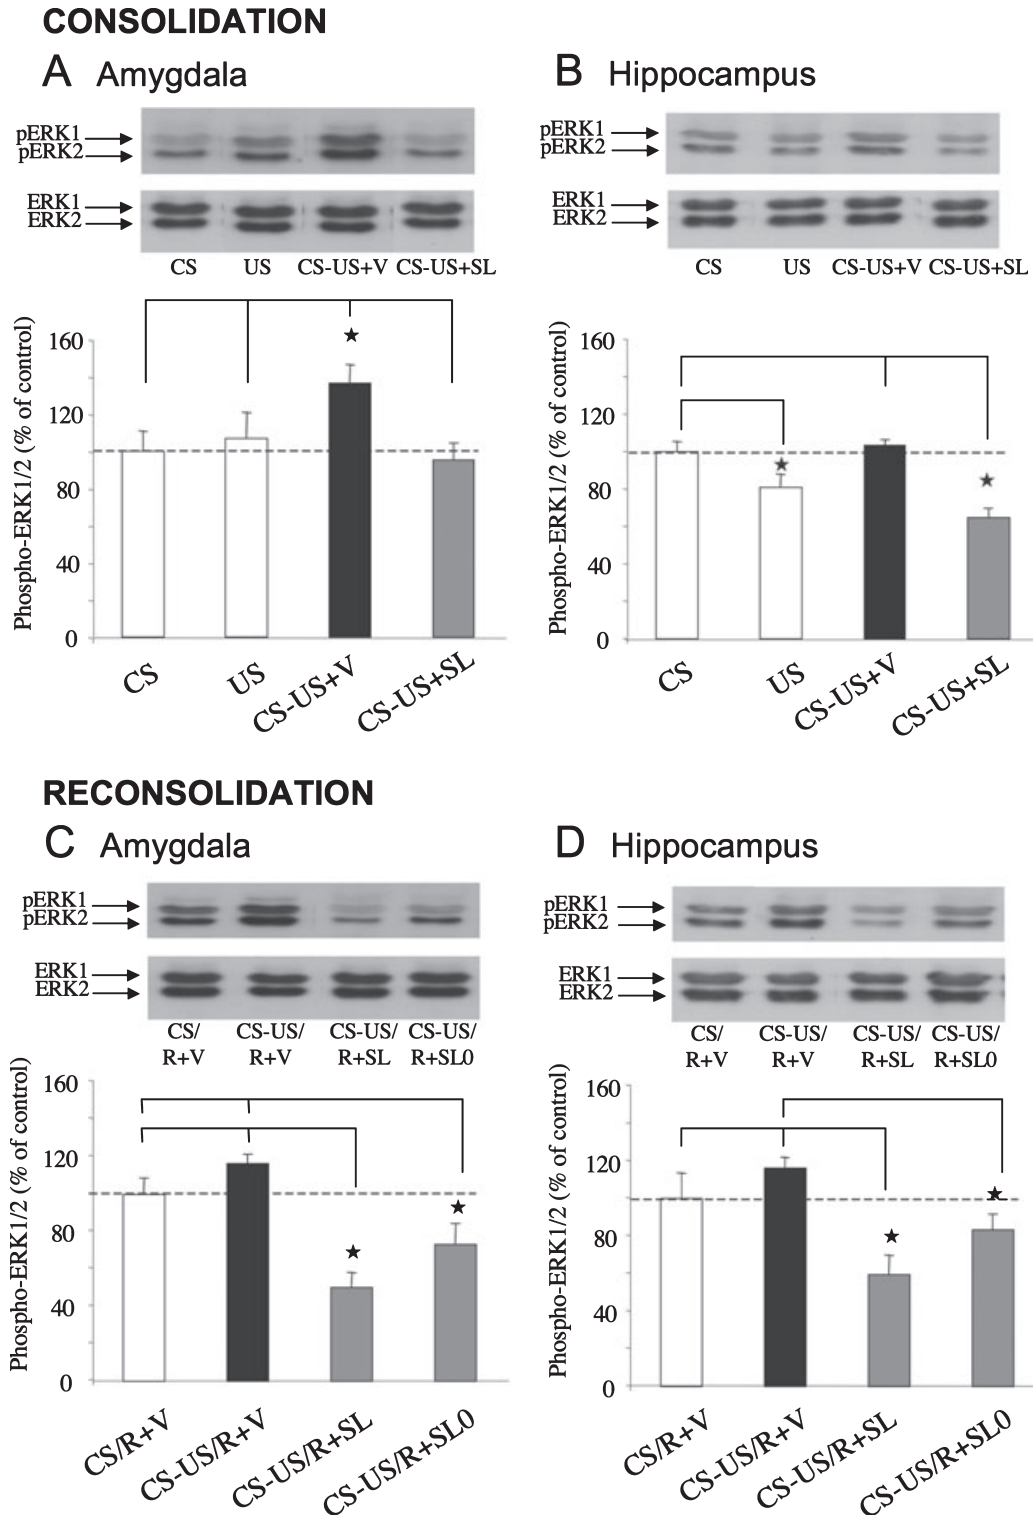 CONSOLIDATION
A Amygdala
pERK1
pERK2
ERK1
ERK2
CS US CS-US+V CS-US+SL
Phospho-ERK1/2 (% of control)
160
120
80
40
0
★
CS US CS-US+V CS-US+SL
B Hippocampus
pERK1
pERK2
ERK1
ERK2
CS US CS-US+V CS-US+SL
Phospho-ERK1/2 (% of control)
160
120
80
40
0
★ ★
CS US CS-US+V CS-US+SL
RECONSOLIDATION
C Amygdala
pERK1
pERK2
ERK1
ERK2
CS/ CS-US/ CS-US/ CS-US/
R+V R+V R+SL R+SL0
Phospho-ERK1/2 (% of control)
160
120
80
40
0
★ ★
CS/R+V CS-US/R+V CS-US/R+SL CS-US/R+SL0
D Hippocampus
pERK1
pERK2
ERK1
ERK2
CS/ CS-US/ CS-US/ CS-US/
R+V R+V R+SL R+SL0
Phospho-ERK1/2 (% of control)
160
120
80
40
0
★ ★
CS/R+V CS-US/R+V CS-US/R+SL CS-US/R+SL0